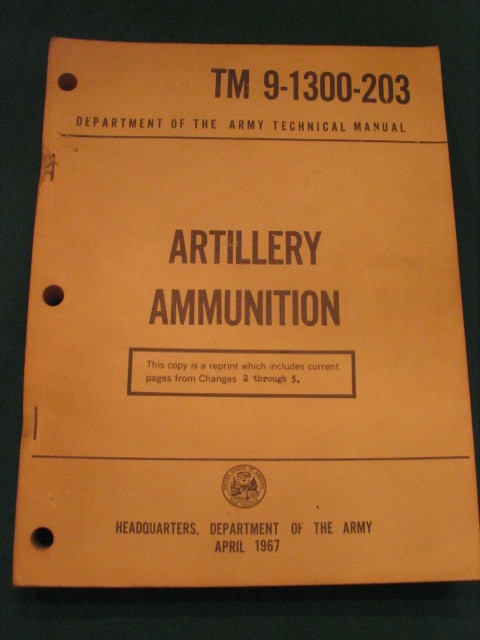 TM 9-1300-203
DEPARTMENT OF THE ARMY TECHNICAL MANUAL
ARTILLERY
AMMUNITION
This copy is a reprint which includes current
pages from Changes 2 through 5.
HEADQUARTERS, DEPARTMENT OF THE ARMY
APRIL 1967